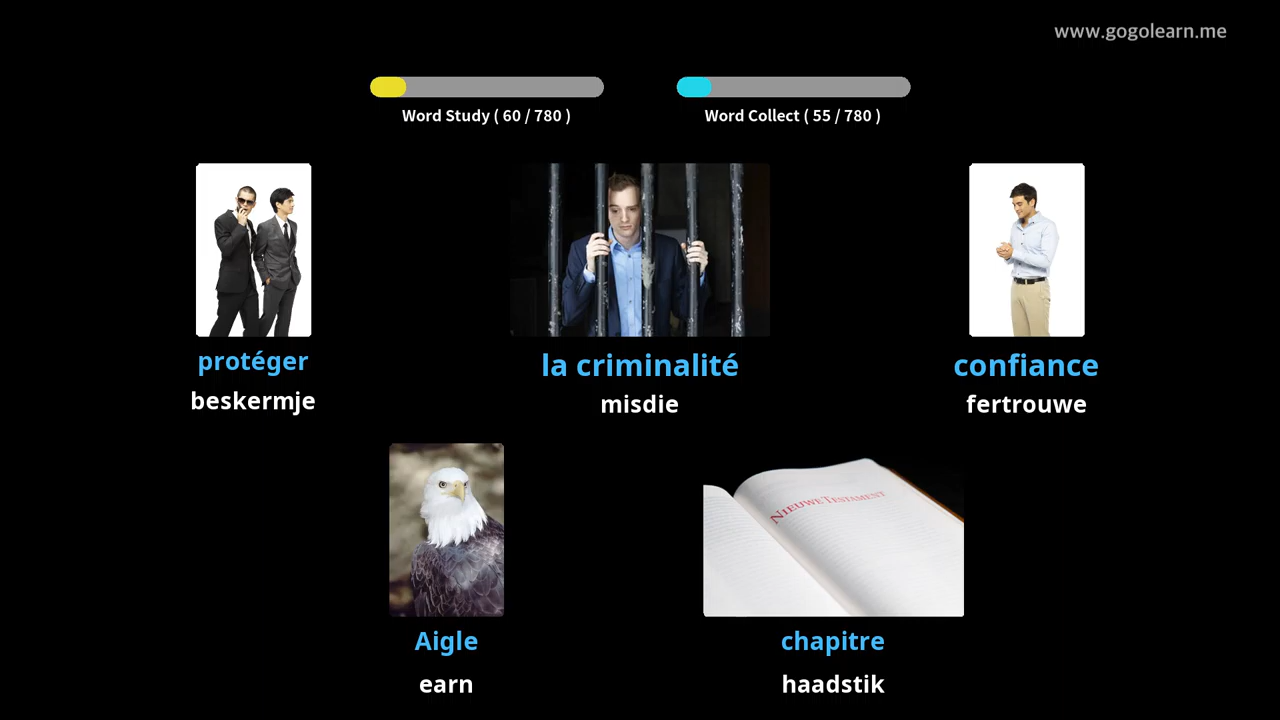 www.gogolearn.me
Word Study ( 60 / 780 )
Word Collect ( 55 / 780 )
protéger
beskermje
la criminalité
misdie
confiance
fertrouwe
NIEUWE TESTAMENT
Aigle
earn
chapitre
haadstik